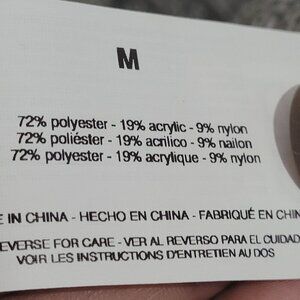 M
72% polyester - 19% acrylic - 9% nylon
72% poliéster - 19% acrílico - 9% nailon
72% polyester - 19% acrylique - 9% nylon
IN CHINA - HECHO EN CHINA - FABRIQUÉ EN CHIN
EVERSE FOR CARE - VER AL REVERSO PARA EL CUIDAD
VOIR LES INSTRUCTIONS D'ENTRETIEN AU DOS